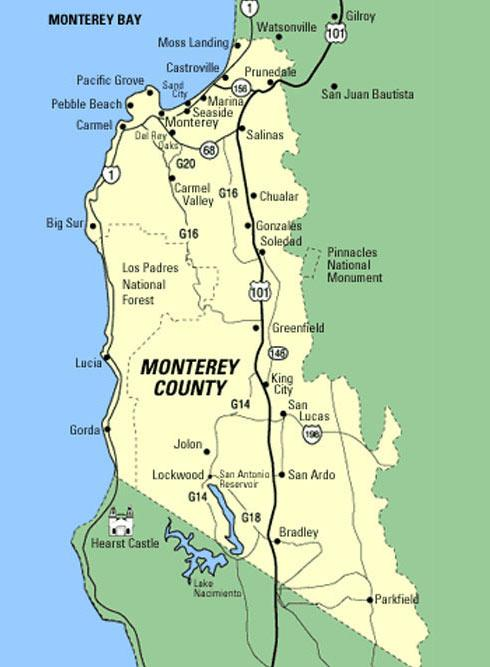 MONTEREY BAY
1
Gilroy
Watsonville
101
Moss Landing
Castroville
Prunedale
Pacific Grove
Sand
City
156
San Juan Bautista
Pebble Beach
Marina
Seaside
Monterey
Carmel
Del Rey
Oaks
Salinas
68
G20
1
Carmel
Valley
G16
Chualar
Big Sur
G16
Gonzales
Soledad
Los Padres
National
Forest
Pinnacles
National
Monument
101
Greenfield
Lucia
MONTEREY
COUNTY
146
King
City
G14
San
Lucas
198
Gorda
Jolon
Lockwood
San Antonio
Reservoir
San Ardo
G14
G18
Hearst Castle
Bradley
Lake
Nacimiento
Parkfield